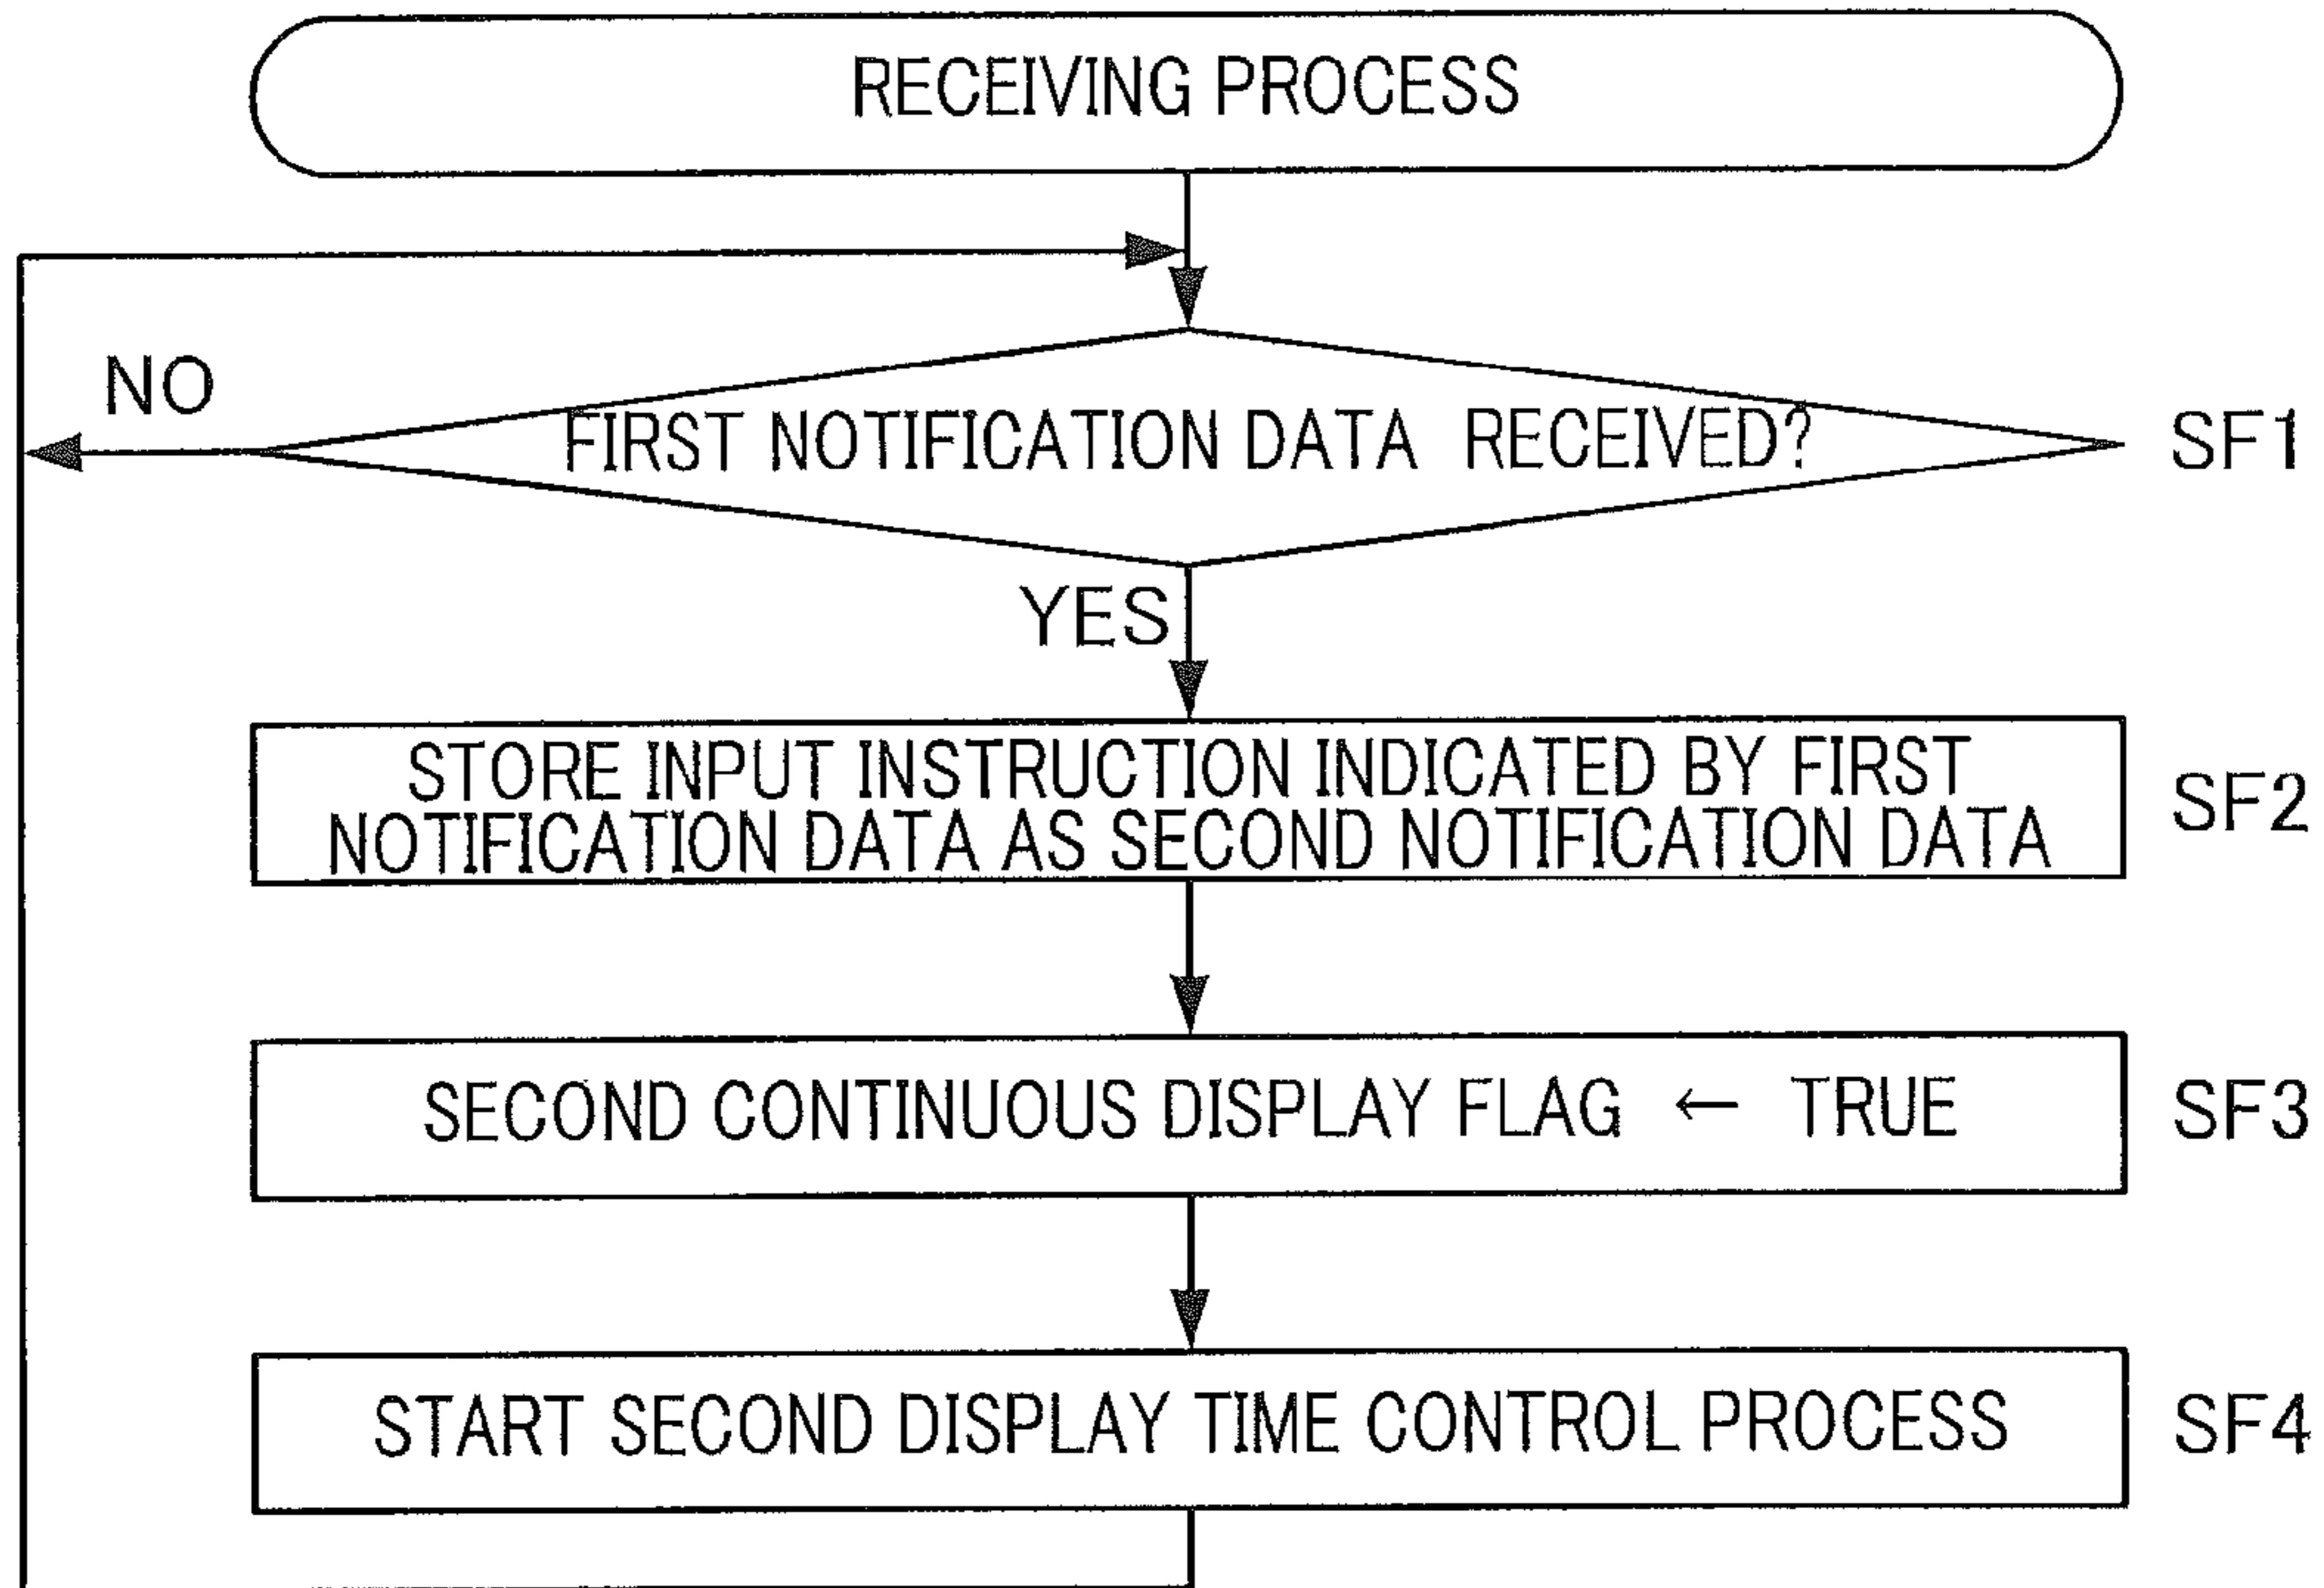 RECEIVING PROCESS
NO
FIRST NOTIFICATION DATA RECEIVED?
SF1
YES
STORE INPUT INSTRUCTION INDICATED BY FIRST
NOTIFICATION DATA AS SECOND NOTIFICATION DATA
SF2
SECOND CONTINUOUS DISPLAY FLAG ← TRUE
SF3
START SECOND DISPLAY TIME CONTROL PROCESS
SF4